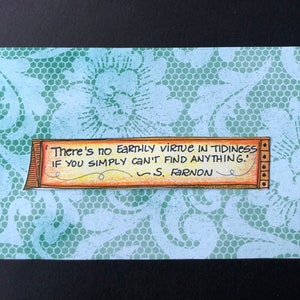 "There's no EARTHLY VIRTUE IN TIDINESS
IF YOU SIMPLY CAN'T FIND ANYTHING."
~ S. FARNON